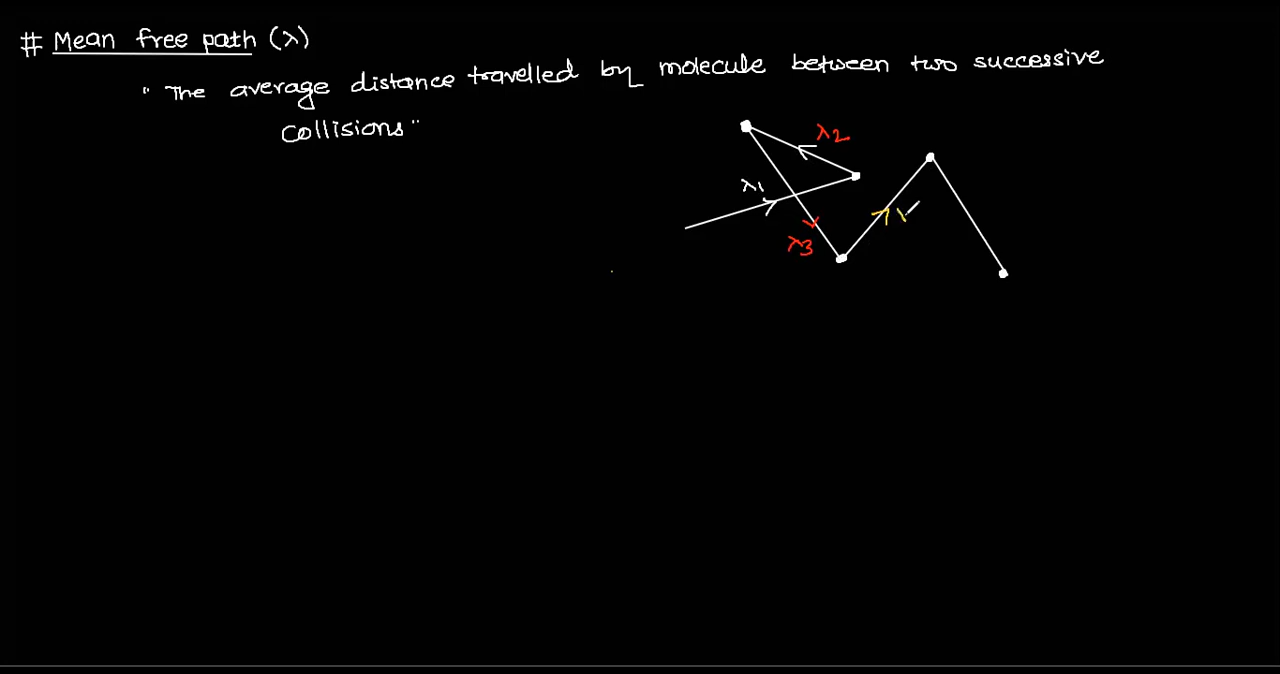 # Mean free path (λ)
" The average distance travelled by molecule between two successive
collisions"
λ2
λ1
λ3